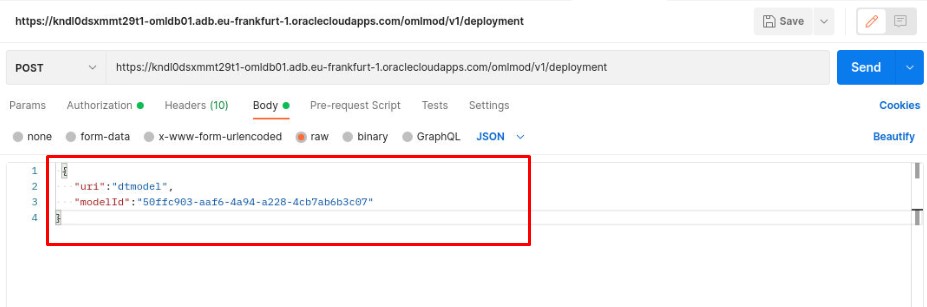 https://kndl0dsxmmt29t1-omldb01.adb.eu-frankfurt-1.oraclecloudapps.com/omlmod/v1/deployment Save
POST https://kndl0dsxmmt29t1-omldb01.adb.eu-frankfurt-1.oraclecloudapps.com/omlmod/v1/deployment Send
Params Authorization Headers (10) Body Pre-request Script Tests Settings Cookies
none form-data x-www-form-urlencoded raw binary GraphQL JSON Beautify
1 {
2 "uri":"dtmodel",
3 "modelId":"50ffc903-aaf6-4a94-a228-4cb7ab6b3c07"
4 }